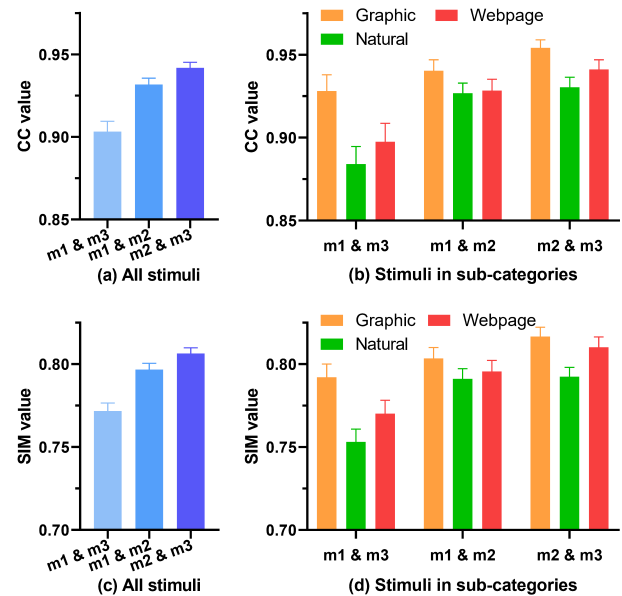 CC value
0.95
0.90
0.85
m1 & m3
m1 & m2
m2 & m3
(a) All stimuli
Graphic
Webpage
Natural
CC value
0.95
0.90
0.85
m1 & m3
m1 & m2
m2 & m3
(b) Stimuli in sub-categories
SIM value
0.80
0.75
0.70
m1 & m3
m1 & m2
m2 & m3
(c) All stimuli
Graphic
Webpage
Natural
SIM value
0.80
0.75
0.70
m1 & m3
m1 & m2
m2 & m3
(d) Stimuli in sub-categories